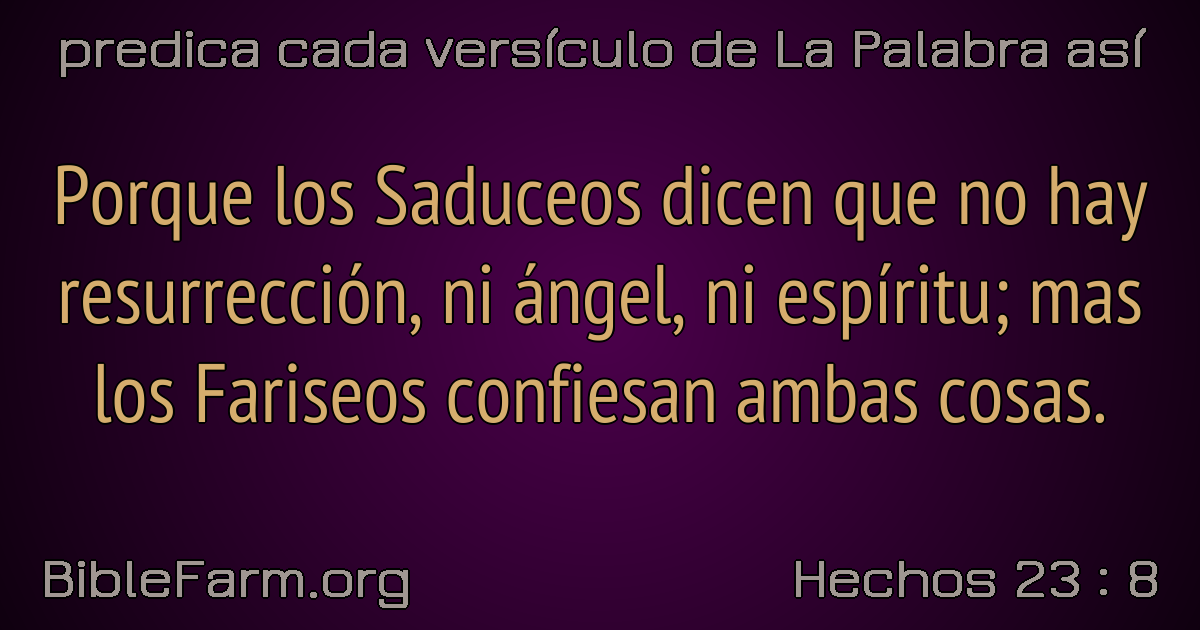 predica cada versículo de La Palabra así
Porque los Saduceos dicen que no hay
resurrección, ni ángel, ni espíritu; mas
los Fariseos confiesan ambas cosas.
BibleFarm.org
Hechos 23 : 8